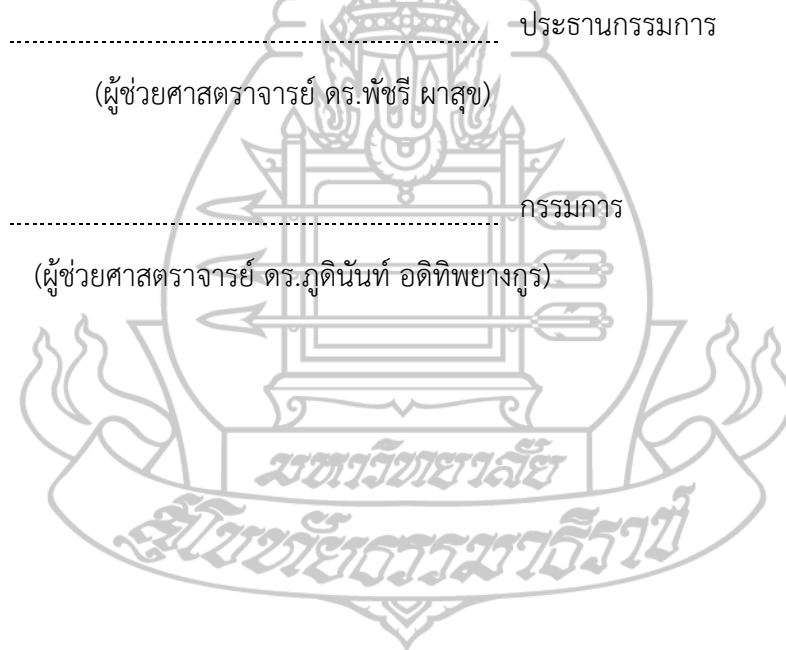 ประธานกรรมการ
(ผู้ช่วยศาสตราจารย์ ดร.พัชรี ผาสุข)
กรรมการ
(ผู้ช่วยศาสตราจารย์ ดร.ภูดินันท์ อดิทิพยางกูร)
มหาวิทยาลัย
สุโขทัยธรรมาธิราช